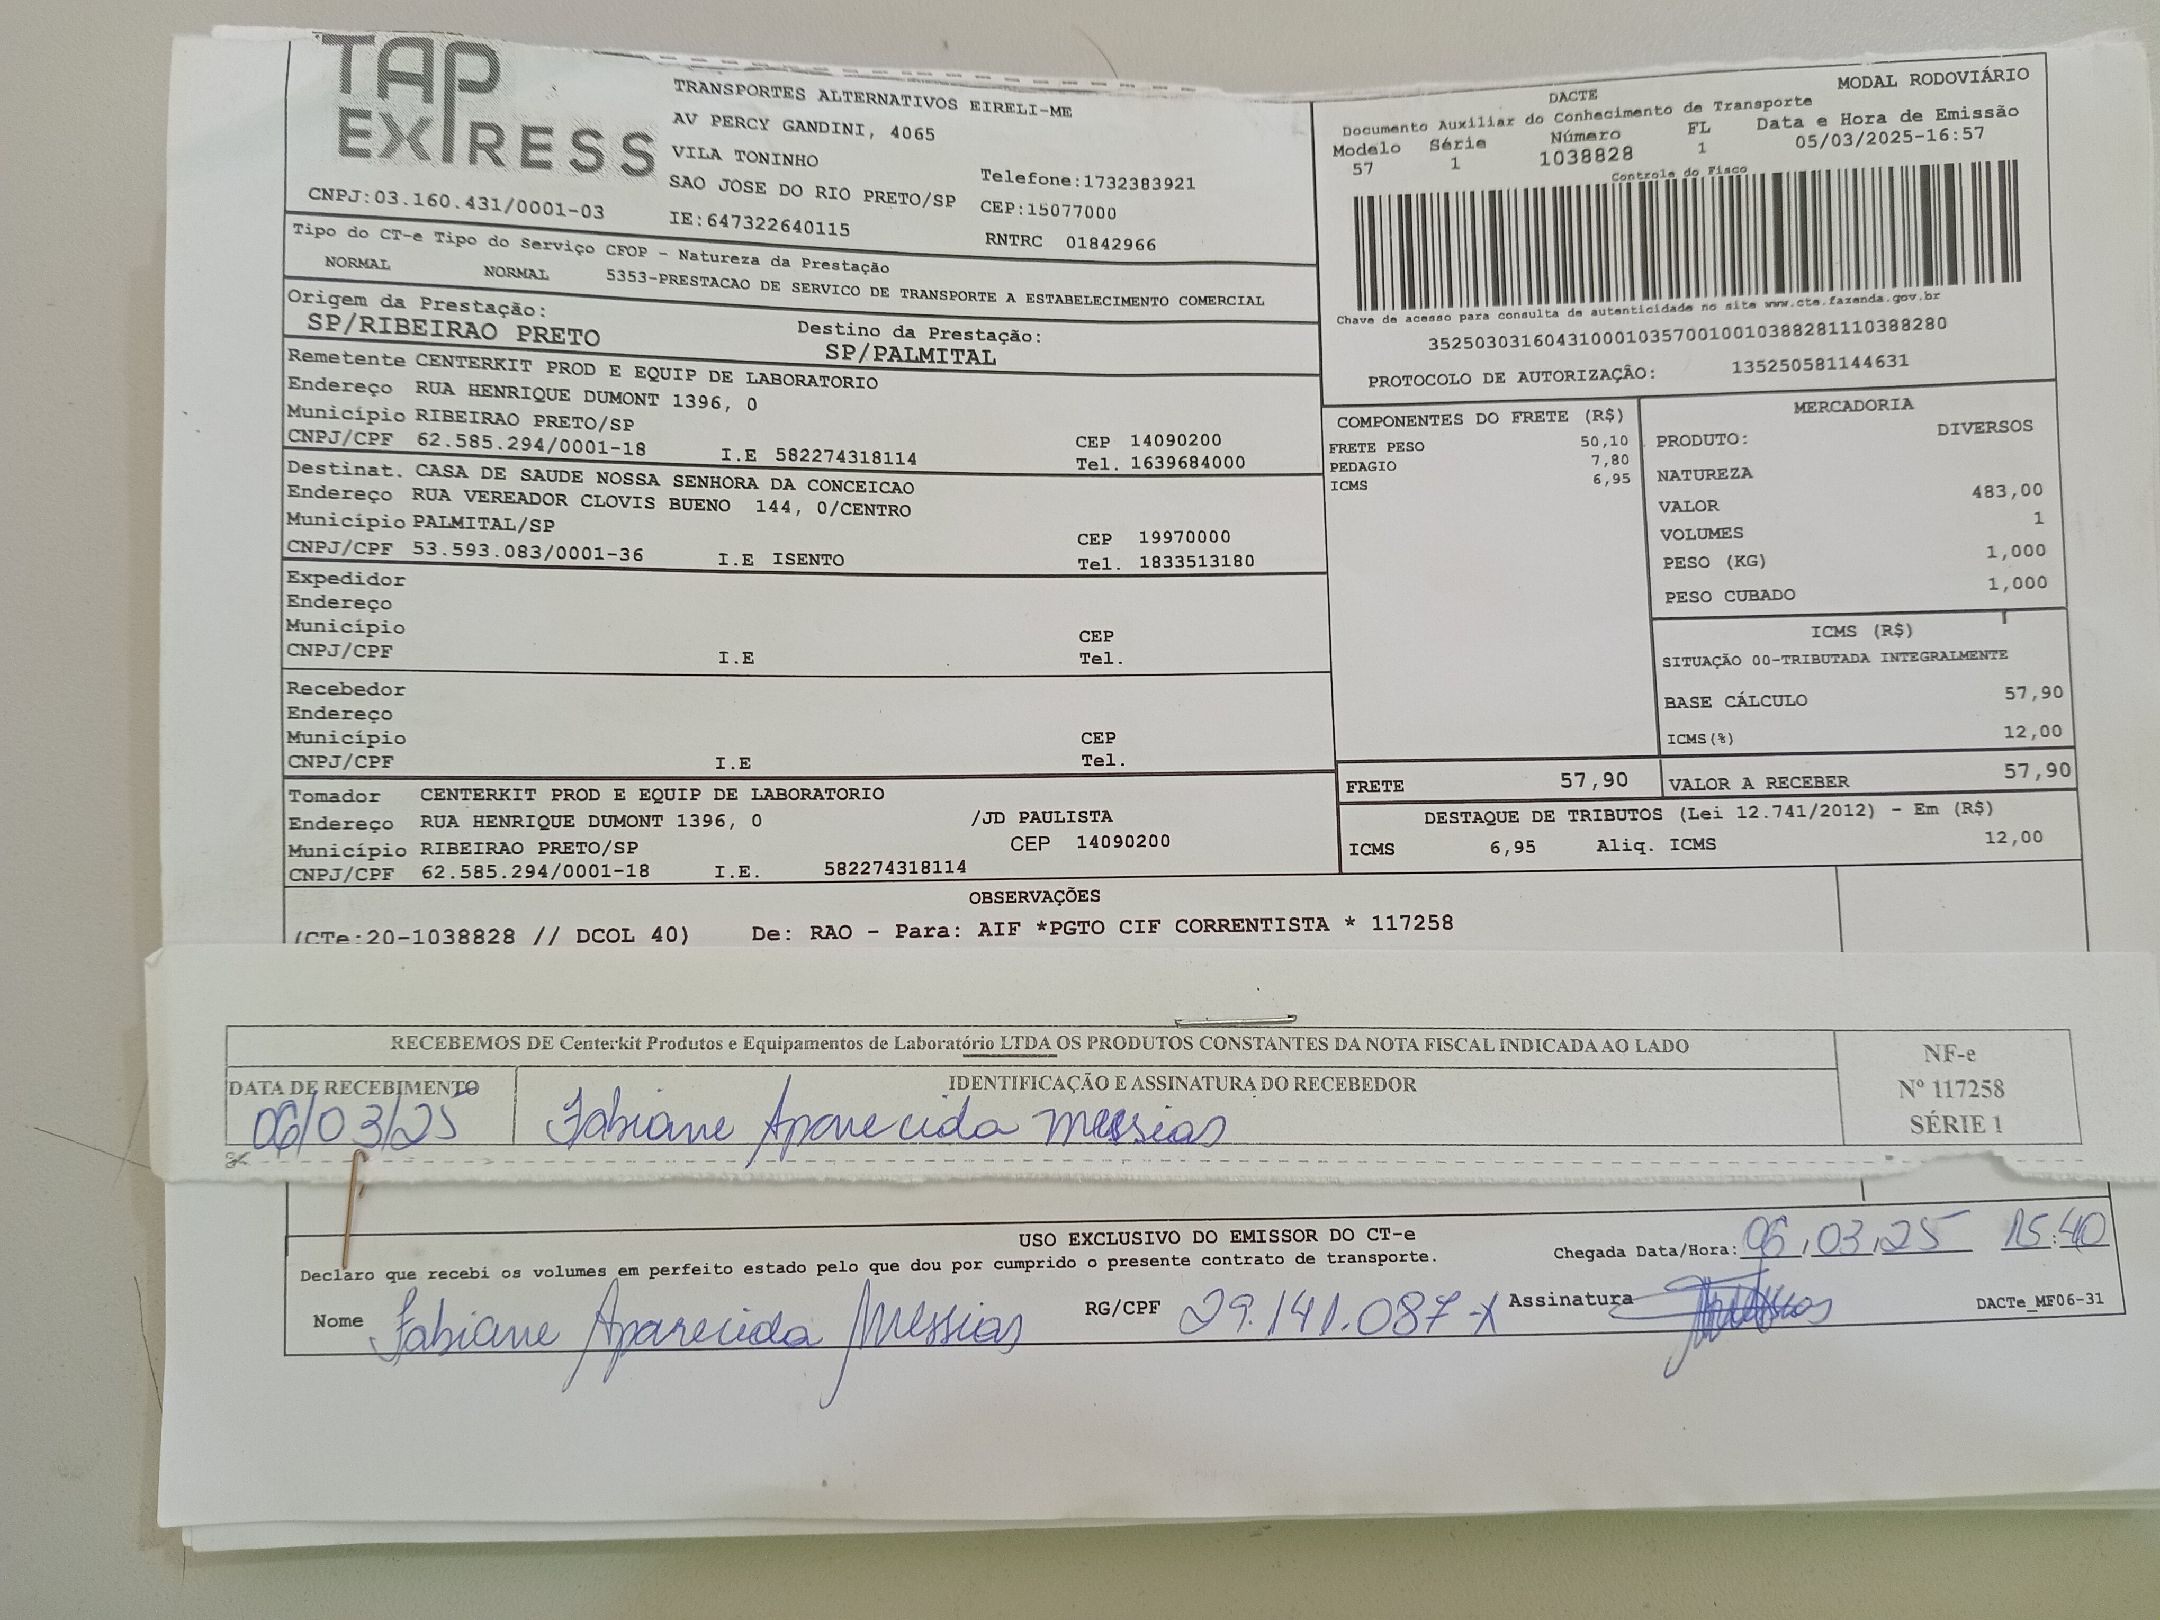 TAP
EXPRESS
TRANSPORTES ALTERNATIVOS EIRELI-ME
AV PERCY GANDINI, 4065
VILA TONINHO
SAO JOSE DO RIO PRETO/SP
Telefone:1732383921
CEP:15077000
CNPJ:03.160.431/0001-03
IE:647322640115
RNTRC 01842966
DACTE
MODAL RODOVIÁRIO
Documento Auxiliar do Conhecimento de Transporte
Modelo Série Número FL Data e Hora de Emissão
57 1 1038828 1 05/03/2025-16:57
Controle do Fisco
Chave de acesso para consulta de autenticidade no site www.cte.fazenda.gov.br
35250303160431000103570010010388281110388280
PROTOCOLO DE AUTORIZAÇÃO: 135250581144631
Tipo do CT-e Tipo do Serviço CFOP - Natureza da Prestação
NORMAL NORMAL 5353-PRESTACAO DE SERVICO DE TRANSPORTE A ESTABELECIMENTO COMERCIAL
Origem da Prestação:
SP/RIBEIRAO PRETO
Destino da Prestação:
SP/PALMITAL
Remetente CENTERKIT PROD E EQUIP DE LABORATORIO
Endereço RUA HENRIQUE DUMONT 1396, 0
Município RIBEIRAO PRETO/SP CEP 14090200
CNPJ/CPF 62.585.294/0001-18 I.E 582274318114 Tel. 1639684000
Destinat. CASA DE SAUDE NOSSA SENHORA DA CONCEICAO
Endereço RUA VEREADOR CLOVIS BUENO 144, 0/CENTRO
Município PALMITAL/SP CEP 19970000
CNPJ/CPF 53.593.083/0001-36 I.E ISENTO Tel. 1833513180
Expedidor
Endereço
Município CEP
CNPJ/CPF I.E Tel.
Recebedor
Endereço
Município CEP
CNPJ/CPF I.E Tel.
Tomador CENTERKIT PROD E EQUIP DE LABORATORIO
Endereço RUA HENRIQUE DUMONT 1396, 0 /JD PAULISTA
Município RIBEIRAO PRETO/SP CEP 14090200
CNPJ/CPF 62.585.294/0001-18 I.E. 582274318114
COMPONENTES DO FRETE (R$)
FRETE PESO 50,10
PEDAGIO 7,80
ICMS 6,95
MERCADORIA
PRODUTO: DIVERSOS
NATUREZA
VALOR 483,00
VOLUMES 1
PESO (KG) 1,000
PESO CUBADO 1,000
ICMS (R$)
SITUAÇÃO 00-TRIBUTADA INTEGRALMENTE
BASE CÁLCULO 57,90
ICMS(%) 12,00
FRETE 57,90 VALOR A RECEBER 57,90
DESTAQUE DE TRIBUTOS (Lei 12.741/2012) - Em (R$)
ICMS 6,95 Aliq. ICMS 12,00
OBSERVAÇÕES
(CTe:20-1038828 // DCOL 40) De: RAO - Para: AIF *PGTO CIF CORRENTISTA * 117258
RECEBEMOS DE Centerkit Produtos e Equipamentos de Laboratório LTDA OS PRODUTOS CONSTANTES DA NOTA FISCAL INDICADA AO LADO
DATA DE RECEBIMENTO
06/03/25
IDENTIFICAÇÃO E ASSINATURA DO RECEBEDOR
Fabiane Aparecida Messias
NF-e
Nº 117258
SÉRIE 1
USO EXCLUSIVO DO EMISSOR DO CT-e
Declaro que recebi os volumes em perfeito estado pelo que dou por cumprido o presente contrato de transporte.
Chegada Data/Hora: 06,03,25 15:40
Nome Fabiane Aparecida Messias RG/CPF 29.141.087-X Assinatura
DACTe_MF06-31